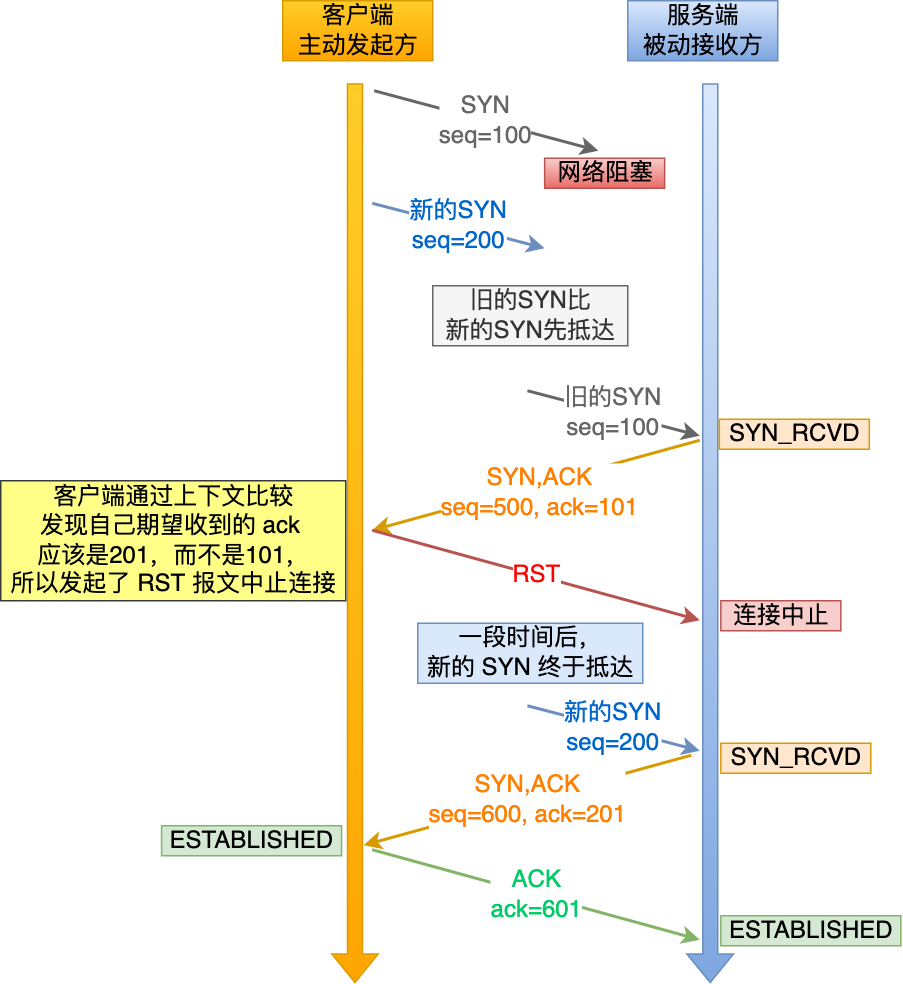 客户端
主动发起方
服务端
被动接收方
SYN
seq=100
网络阻塞
新的SYN
seq=200
旧的SYN比
新的SYN先抵达
旧的SYN
seq=100
SYN_RCVD
SYN,ACK
seq=500, ack=101
客户端通过上下文比较
发现自己期望收到的 ack
应该是201，而不是101，
所以发起了 RST 报文中止连接
RST
连接中止
一段时间后，
新的 SYN 终于抵达
新的SYN
seq=200
SYN_RCVD
SYN,ACK
seq=600, ack=201
ESTABLISHED
ACK
ack=601
ESTABLISHED